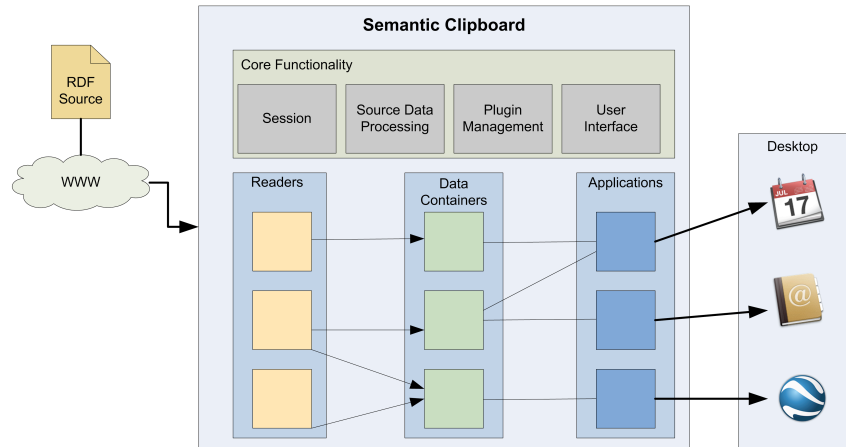 Semantic Clipboard
RDF
Source
WWW
Core Functionality
Session
Source Data
Processing
Plugin
Management
User
Interface
Readers
Data
Containers
Applications
Desktop
JUL
17
@